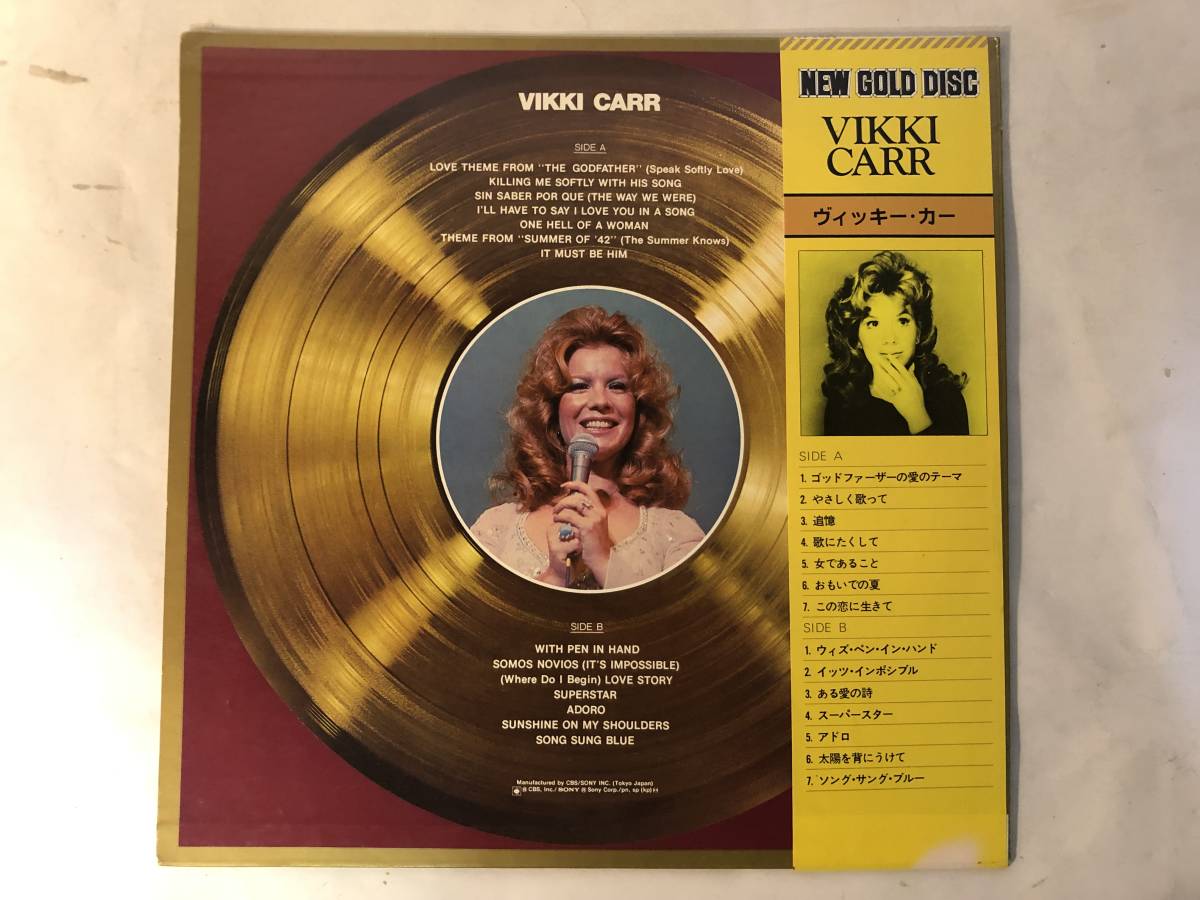 VIKKI CARR
SIDE A
LOVE THEME FROM "THE GODFATHER" (Speak Softly Love)
KILLING ME SOFTLY WITH HIS SONG
SIN SABER POR QUE (THE WAY WE WERE)
I'LL HAVE TO SAY I LOVE YOU IN A SONG
ONE HELL OF A WOMAN
THEME FROM "SUMMER OF '42" (The Summer Knows)
IT MUST BE HIM
SIDE B
WITH PEN IN HAND
SOMOS NOVIOS (IT'S IMPOSSIBLE)
(Where Do I Begin) LOVE STORY
SUPERSTAR
ADORO
SUNSHINE ON MY SHOULDERS
SONG SUNG BLUE
Manufactured by CBS/SONY INC. (Tokyo Japan)
® CBS, Inc./SONY ® Sony Corp./pn, sp (kp)
NEW GOLD DISC
VIKKI
CARR
ヴィッキー・カー
SIDE A
1. ゴッドファーザーの愛のテーマ
2. やさしく歌って
3. 追憶
4. 歌にたくして
5. 女であること
6. おもいでの夏
7. この恋に生きて
SIDE B
1. ウィズ・ペン・イン・ハンド
2. イッツ・インポシブル
3. ある愛の詩
4. スーパースター
5. アドロ
6. 太陽を背にうけて
7. ソング・サング・ブルー